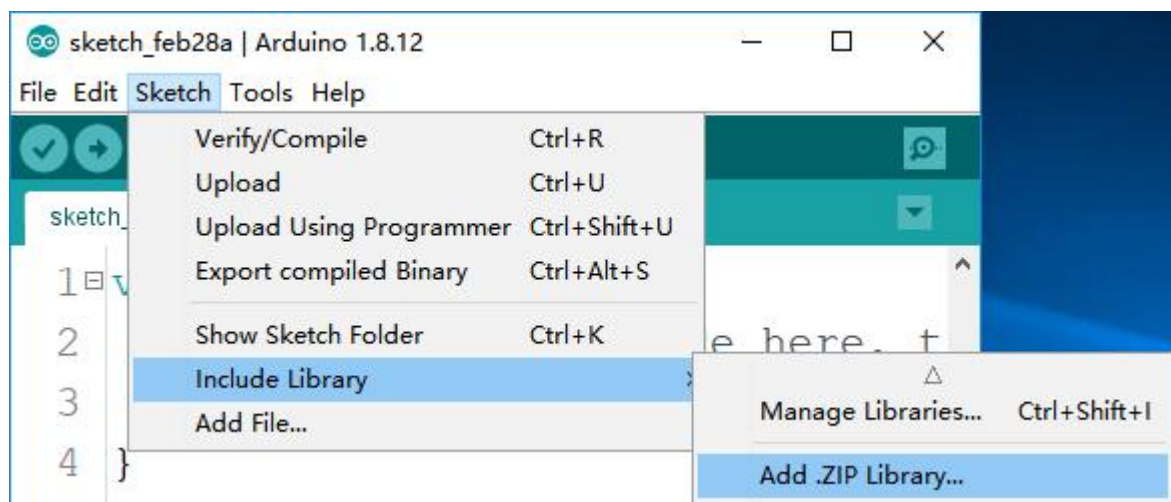 sketch_feb28a | Arduino 1.8.12
File Edit Sketch Tools Help
Verify/Compile Ctrl+R
Upload Ctrl+U
sketch_
Upload Using Programmer Ctrl+Shift+U
Export compiled Binary Ctrl+Alt+S
1 v
Show Sketch Folder Ctrl+K
2 e here, t
Include Library
3
Manage Libraries... Ctrl+Shift+I
Add File...
4 }
Add .ZIP Library...